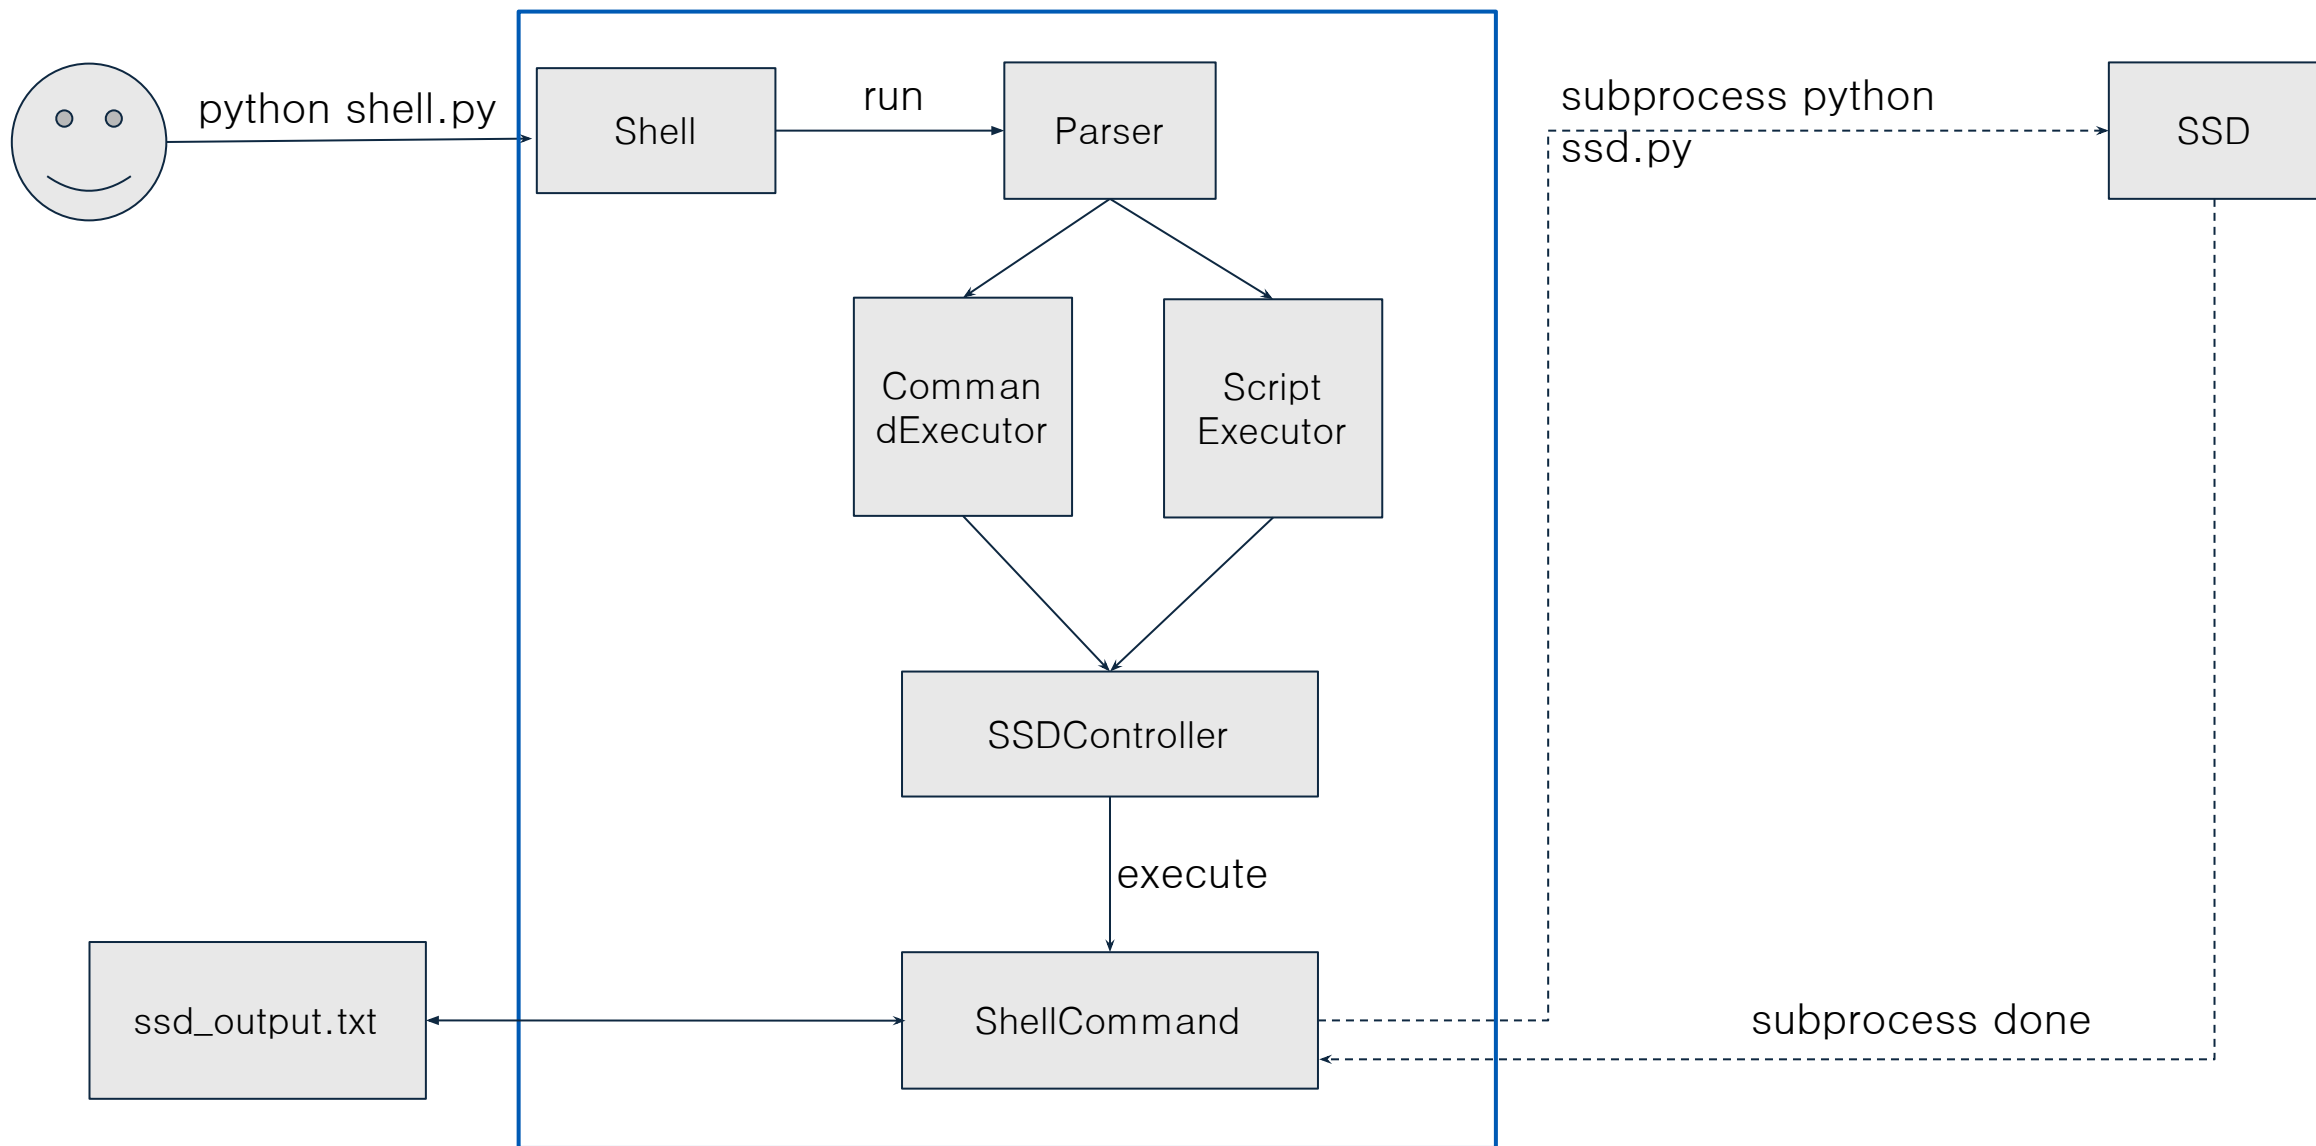 python shell.py
Shell
run
Parser
subprocess python
ssd.py
SSD
Comman
dExecutor
Script
Executor
SSDController
execute
ssd_output.txt
ShellCommand
subprocess done